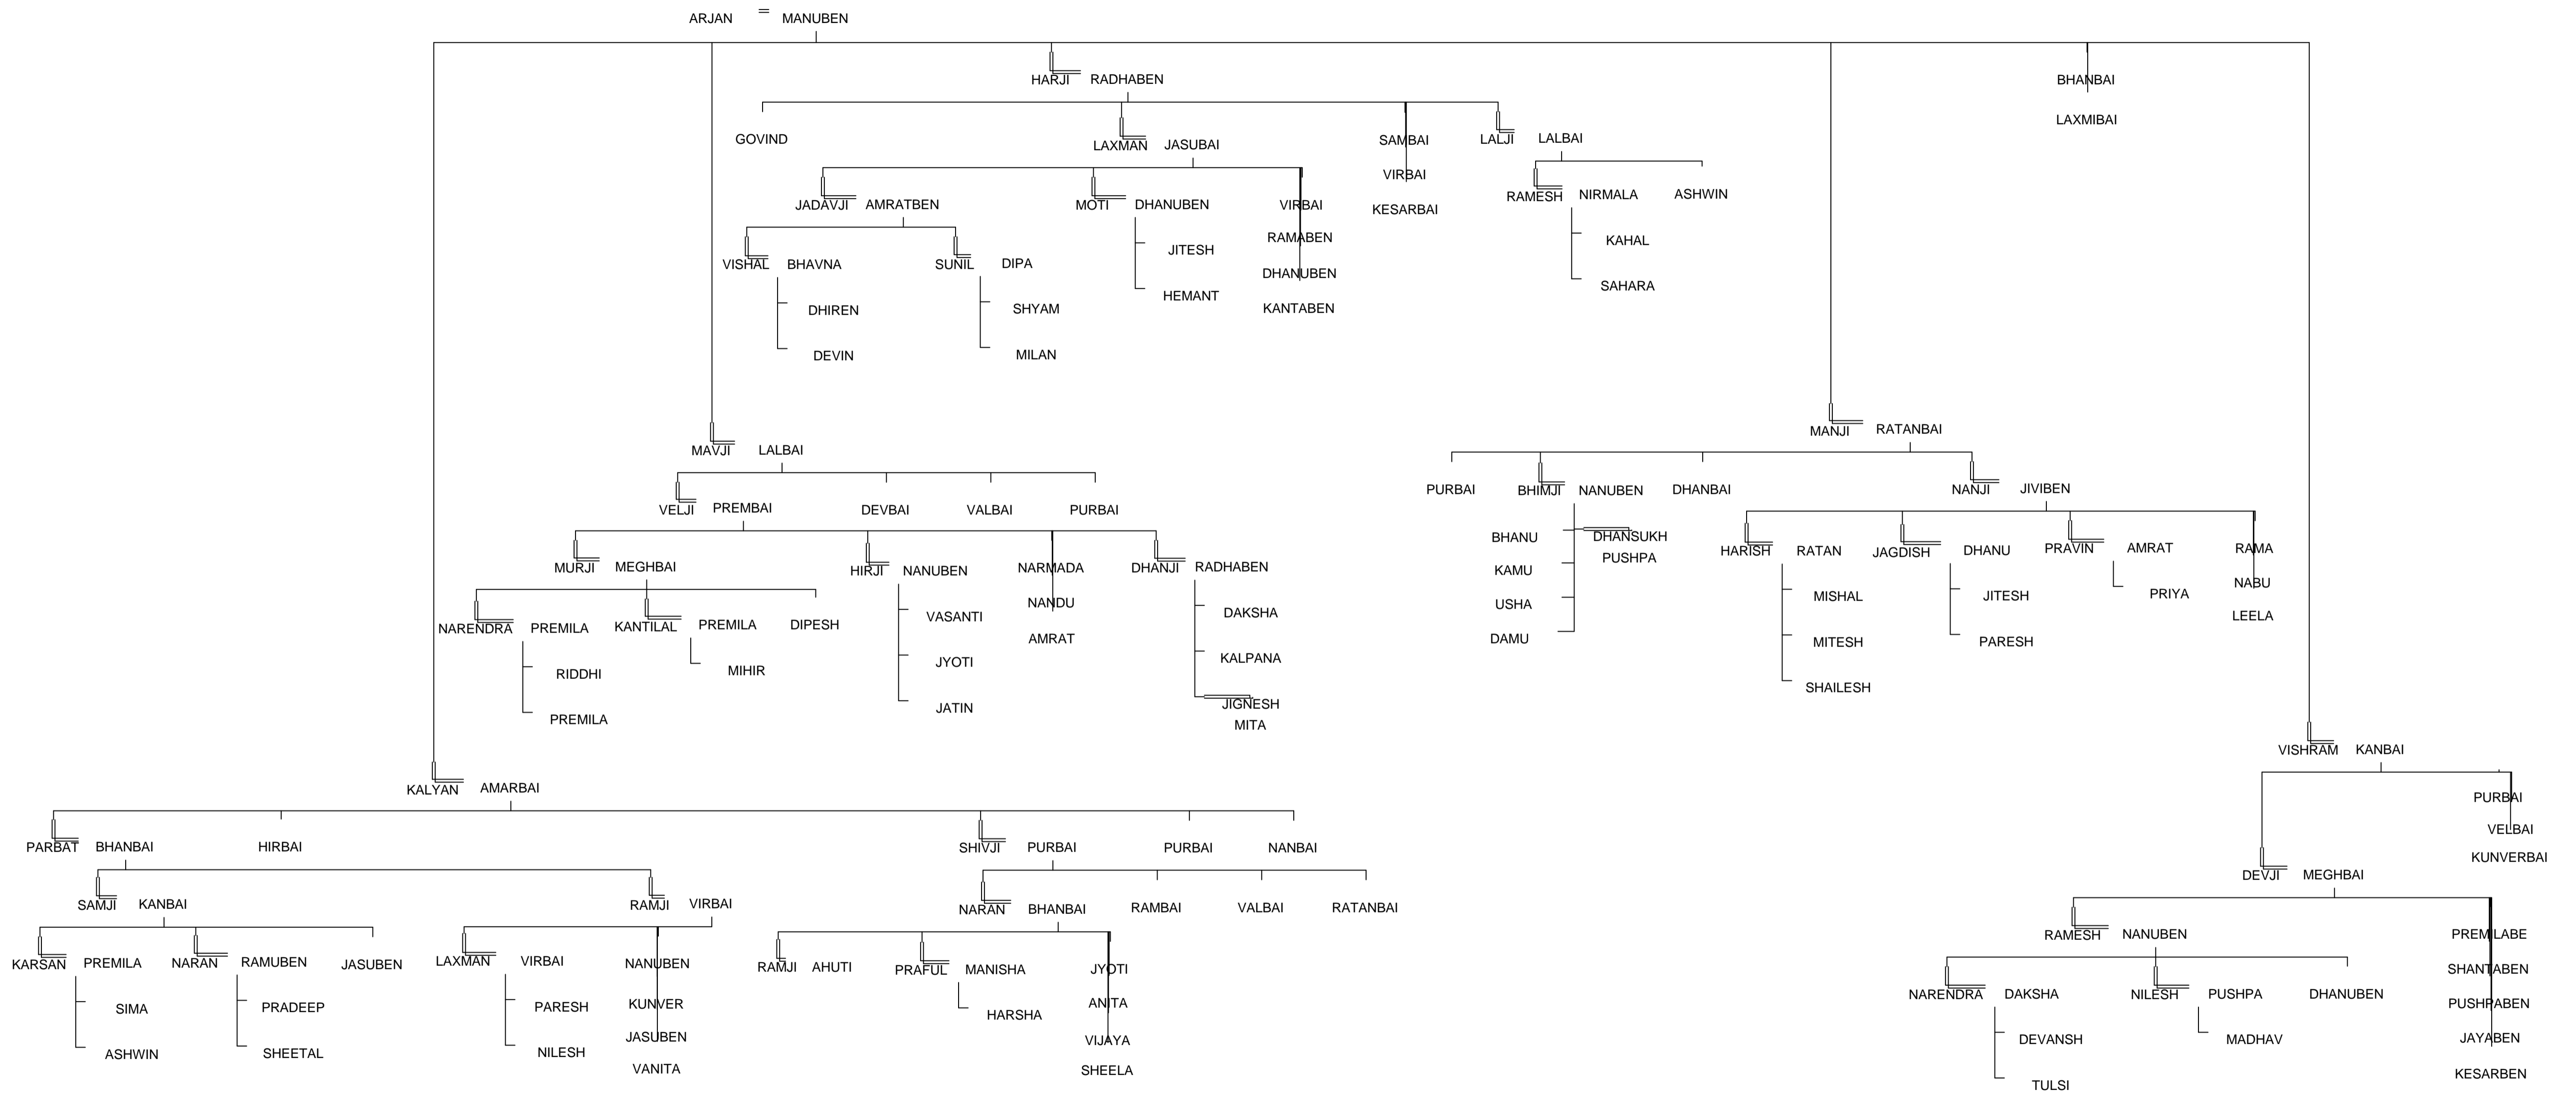 ARJAN = MANUBEN
HARJI RADHABEN BHANBAI
LAXMIBAI
GOVIND LAXMAN JASUBAI SAMBAI LALJI LALBAI
VIRBAI
KESARBAI
RAMESH NIRMALA ASHWIN
KAHAL
SAHARA
JADAVJI AMRATBEN MOTI DHANUBEN VIRBAI
RAMABEN
JITESH
DHANUBEN
HEMANT
KANTABEN
VISHAL BHAVNA SUNIL DIPA
DHIREN SHYAM
DEVIN MILAN
MANJI RATANBAI
MAVJI LALBAI
PURBAI BHIMJI NANUBEN DHANBAI NANJI JIVIBEN
VELJI PREMBAI DEVBAI VALBAI PURBAI
BHANU DHANSUKH
PUSHPA
KAMU
USHA
DAMU
HARISH RATAN JAGDISH DHANU PRAVIN AMRAT RAMA
NABU
LEELA
MISHAL JITESH PRIYA
MITESH PARESH
SHAILESH
MURJI MEGHBAI HIRJI NANUBEN NARMADA DHANJI RADHABEN
NANDU
AMRAT
VASANTI DAKSHA
JYOTI KALPANA
JATIN JIGNESH
MITA
NARENDRA PREMILA KANTILAL PREMILA DIPESH
RIDDHI MIHIR
PREMILA
VISHRAM KANBAI
KALYAN AMARBAI
PURBAI
VELBAI
KUNVERBAI
PARBAT BHANBAI HIRBAI SHIVJI PURBAI PURBAI NANBAI
DEVJI MEGHBAI
SAMJI KANBAI RAMJI VIRBAI NARAN BHANBAI RAMBAI VALBAI RATANBAI
RAMESH NANUBEN PREMILABE
SHANTABEN
PUSHPABEN
JAYABEN
KESARBEN
KARSAN PREMILA NARAN RAMUBEN JASUBEN LAXMAN VIRBAI NANUBEN RAMJI AHUTI PRAFUL MANISHA JYOTI
SIMA PRADEEP PARESH KUNVER HARSHA ANITA
JASUBEN VIJAYA
ASHWIN SHEETAL NILESH VANITA SHEELA
NARENDRA DAKSHA NILESH PUSHPA DHANUBEN
DEVANSH MADHAV
TULSI